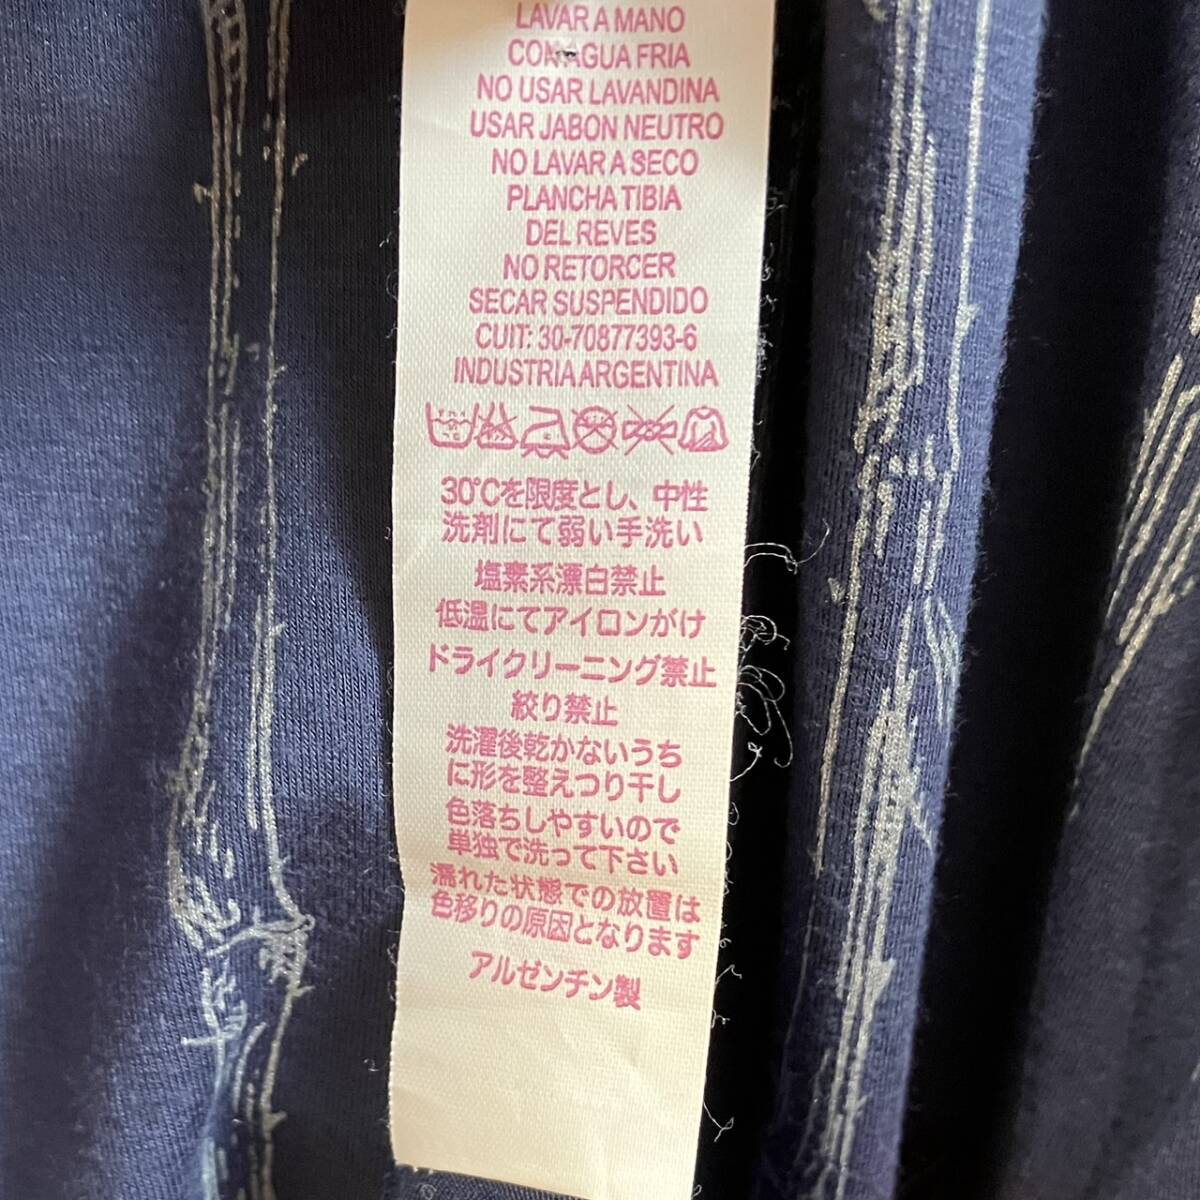 LAVAR A MANO
CON AGUA FRIA
NO USAR LAVANDINA
USAR JABON NEUTRO
NO LAVAR A SECO
PLANCHA TIBIA
DEL REVES
NO RETORCER
SECAR SUSPENDIDO
CUIT: 30-70877393-6
INDUSTRIA ARGENTINA
30℃を限度とし、中性
洗剤にて弱い手洗い
塩素系漂白禁止
低温にてアイロンがけ
ドライクリーニング禁止
絞り禁止
洗濯後乾かないうち
に形を整えつり干し
色落ちしやすいので
単独で洗って下さい
濡れた状態での放置は
色移りの原因となります
アルゼンチン製